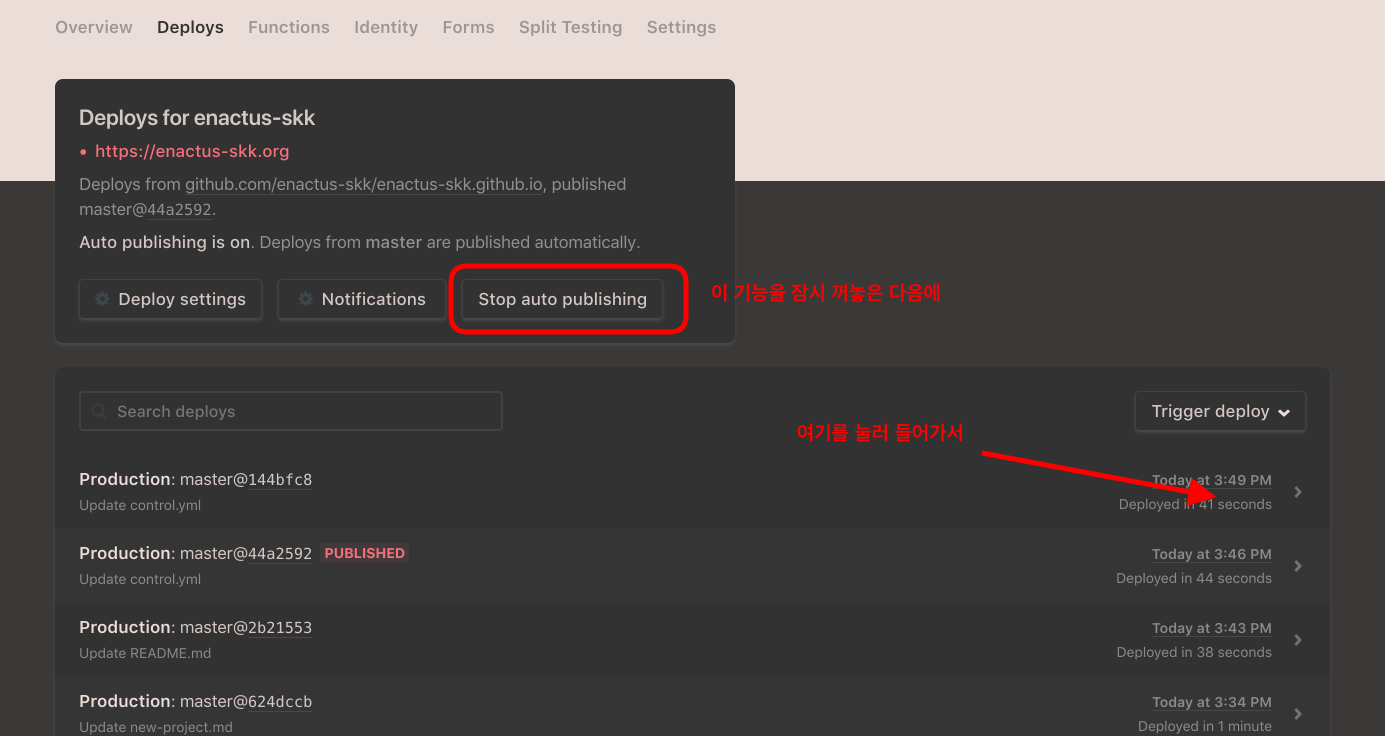 Overview Deploys Functions Identity Forms Split Testing Settings
Deploys for enactus-skk
• https://enactus-skk.org
Deploys from github.com/enactus-skk/enactus-skk.github.io, published
master@44a2592.
Auto publishing is on. Deploys from master are published automatically.
Deploy settings Notifications Stop auto publishing 이 기능을 잠시 꺼놓은 다음에
Search deploys Trigger deploy
여기를 눌러 들어가서
Production: master@144bfc8 Today at 3:49 PM
Update control.yml Deployed in 41 seconds
Production: master@44a2592 PUBLISHED Today at 3:46 PM
Update control.yml Deployed in 44 seconds
Production: master@2b21553 Today at 3:43 PM
Update README.md Deployed in 38 seconds
Production: master@624dccb Today at 3:34 PM
Update new-project.md Deployed in 1 minute